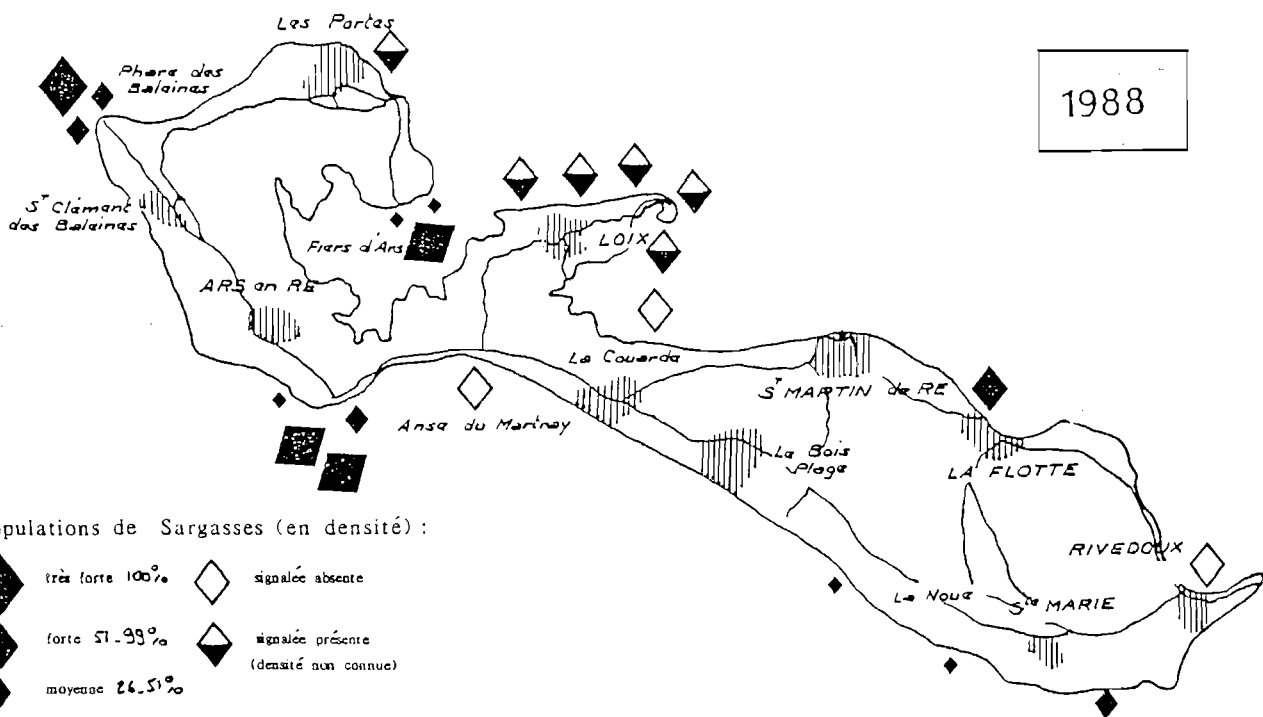 Les Portes
Phare des
Baleines
1988
St Clément
des Baleines
Fiers d'Ars
LOIX
ARS en RE
La Couarde
St MARTIN de RE
Anse du Martray
Le Bois
Plage
LA FLOTTE
RIVEDOUX
La Noue
Ste MARIE
opulations de Sargasses (en densité) :
très forte 100%
signalée absente
forte 51-99%
signalée présente
(densité non connue)
moyenne 26-51%